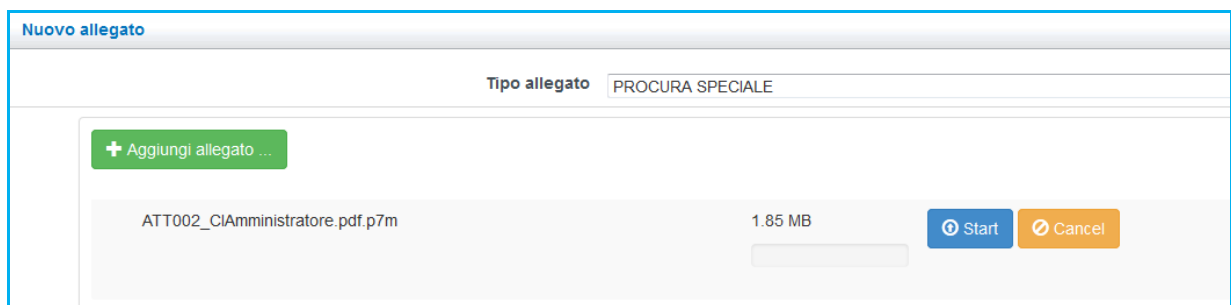 Nuovo allegato
Tipo allegato PROCURA SPECIALE
Aggiungi allegato ...
ATT002_CIAmministratore.pdf.p7m 1.85 MB Start Cancel